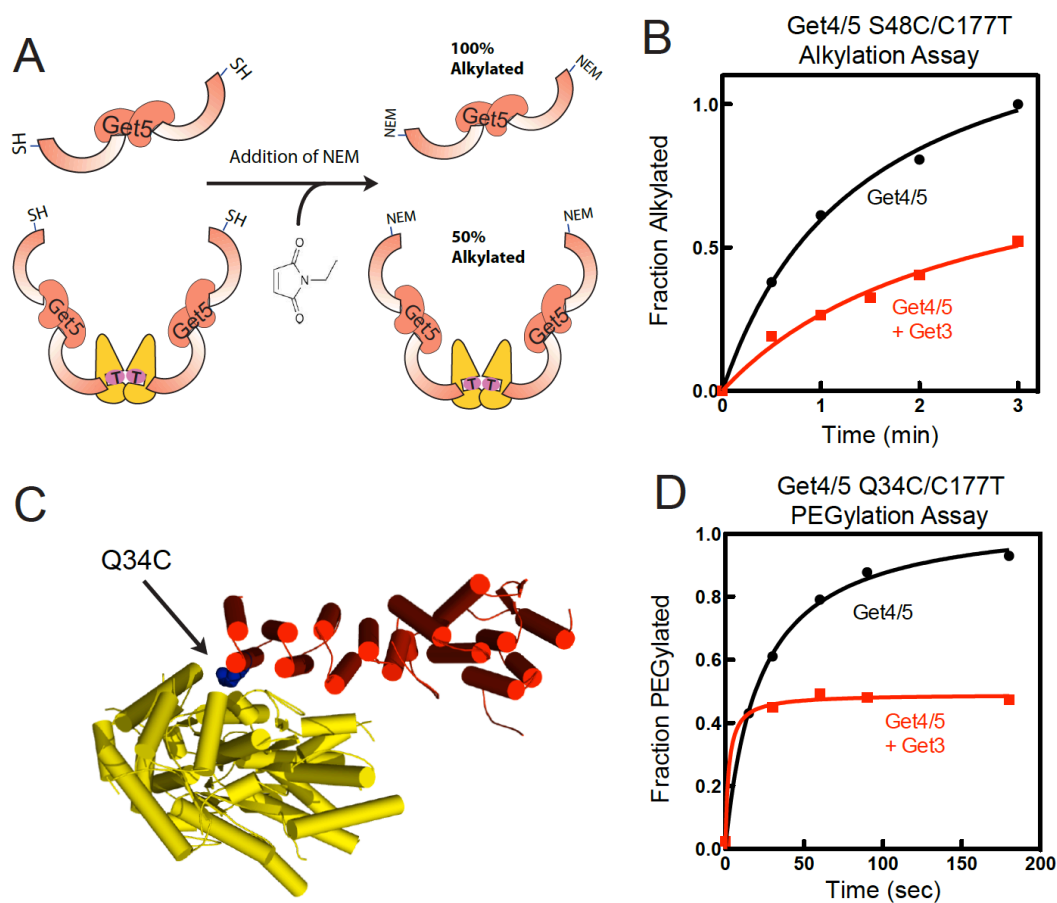 A
SH
SH
Get5
Addition of NEM
100%
Alkylated
NEM
NEM
Get5
SH
SH
Get5
Get5
T
T
O
N
O
NEM
NEM
50%
Alkylated
Get5
Get5
T
T
B
Get4/5 S48C/C177T
Alkylation Assay
Fraction Alkylated
1.0
0.5
0.0
Get4/5
Get4/5
+ Get3
0
1
2
3
Time (min)
C
Q34C
D
Get4/5 Q34C/C177T
PEGylation Assay
Fraction PEGylated
1.0
0.8
0.6
0.4
0.2
0.0
Get4/5
Get4/5
+ Get3
0
50
100
150
200
Time (sec)